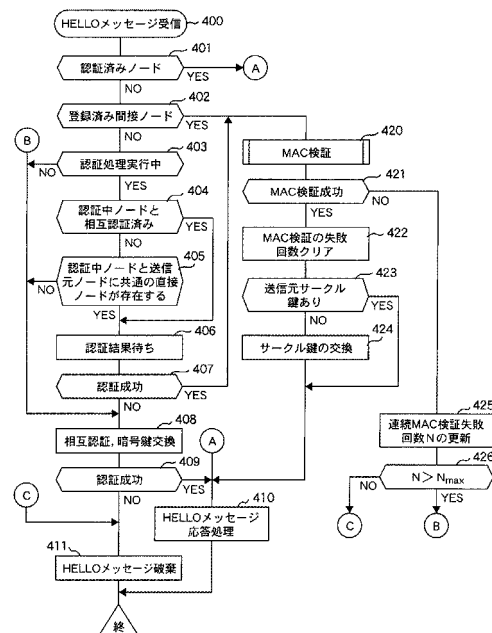 HELLOメッセージ受信
400
401
認証済みノード
YES
A
NO
402
登録済み間接ノード
YES
B
NO
403
認証処理実行中
NO
YES
404
認証中ノードと
相互認証済み
NO
YES
405
認証中ノードと送信
元ノードに共通の直接
ノードが存在する
NO
YES
406
認証結果待ち
407
認証成功
YES
NO
408
相互認証,暗号鍵交換
409
認証成功
YES
NO
C
A
410
HELLOメッセージ
応答処理
411
HELLOメッセージ破棄
終
420
MAC検証
421
MAC検証成功
NO
YES
422
MAC検証の失敗
回数クリア
423
送信元サークル
鍵あり
YES
NO
424
サークル鍵の交換
425
連続MAC検証失敗
回数Nの更新
426
N>Nmax
NO
YES
C
B